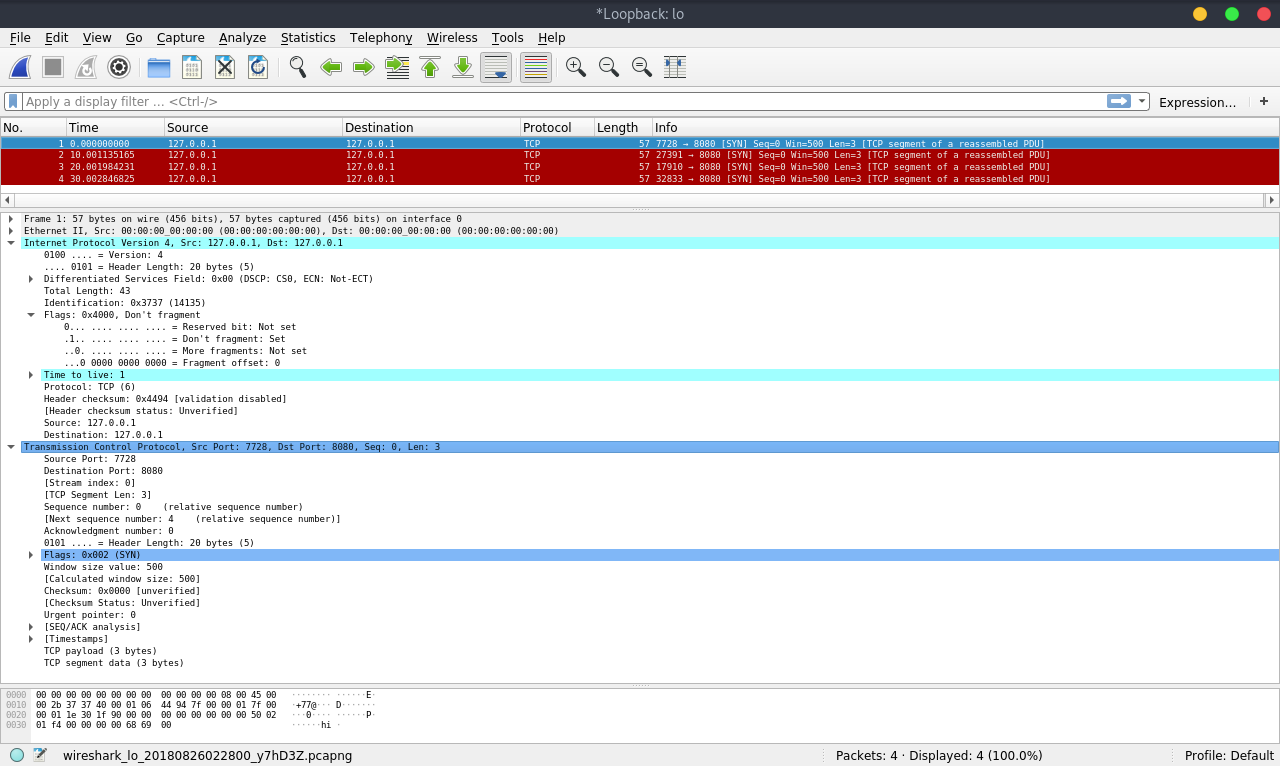 *Loopback: lo
File Edit View Go Capture Analyze Statistics Telephony Wireless Tools Help
Apply a display filter ... <Ctrl-/> Expression... +
No. Time Source Destination Protocol Length Info
1 0.000000000 127.0.0.1 127.0.0.1 TCP 57 7728 → 8080 [SYN] Seq=0 Win=500 Len=3 [TCP segment of a reassembled PDU]
2 10.001135165 127.0.0.1 127.0.0.1 TCP 57 27391 → 8080 [SYN] Seq=0 Win=500 Len=3 [TCP segment of a reassembled PDU]
3 20.001984231 127.0.0.1 127.0.0.1 TCP 57 17910 → 8080 [SYN] Seq=0 Win=500 Len=3 [TCP segment of a reassembled PDU]
4 30.002846825 127.0.0.1 127.0.0.1 TCP 57 32833 → 8080 [SYN] Seq=0 Win=500 Len=3 [TCP segment of a reassembled PDU]
Frame 1: 57 bytes on wire (456 bits), 57 bytes captured (456 bits) on interface 0
Ethernet II, Src: 00:00:00_00:00:00 (00:00:00:00:00:00), Dst: 00:00:00_00:00:00 (00:00:00:00:00:00)
Internet Protocol Version 4, Src: 127.0.0.1, Dst: 127.0.0.1
0100 .... = Version: 4
.... 0101 = Header Length: 20 bytes (5)
Differentiated Services Field: 0x00 (DSCP: CS0, ECN: Not-ECT)
Total Length: 43
Identification: 0x3737 (14135)
Flags: 0x4000, Don't fragment
0... .... .... .... = Reserved bit: Not set
.1.. .... .... .... = Don't fragment: Set
..0. .... .... .... = More fragments: Not set
...0 0000 0000 0000 = Fragment offset: 0
Time to live: 1
Protocol: TCP (6)
Header checksum: 0x4494 [validation disabled]
[Header checksum status: Unverified]
Source: 127.0.0.1
Destination: 127.0.0.1
Transmission Control Protocol, Src Port: 7728, Dst Port: 8080, Seq: 0, Len: 3
Source Port: 7728
Destination Port: 8080
[Stream index: 0]
[TCP Segment Len: 3]
Sequence number: 0 (relative sequence number)
[Next sequence number: 4 (relative sequence number)]
Acknowledgment number: 0
0101 .... = Header Length: 20 bytes (5)
Flags: 0x002 (SYN)
Window size value: 500
[Calculated window size: 500]
Checksum: 0x0000 [unverified]
[Checksum Status: Unverified]
Urgent pointer: 0
[SEQ/ACK analysis]
[Timestamps]
TCP payload (3 bytes)
TCP segment data (3 bytes)
0000 00 00 00 00 00 00 00 00 00 00 00 00 08 00 45 00 ········ ······E·
0010 00 2b 37 37 40 00 01 06 44 94 7f 00 00 01 7f 00 ·+77@··· D·······
0020 00 01 1e 30 1f 90 00 00 00 00 00 00 00 00 50 02 ···0···· ······P·
0030 01 f4 00 00 00 00 68 69 00 ······hi ·
wireshark_lo_20180826022800_y7hD3Z.pcapng Packets: 4 · Displayed: 4 (100.0%) Profile: Default